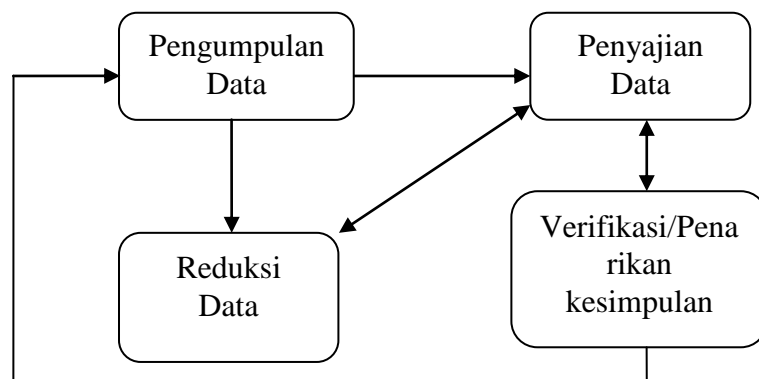 Pengumpulan
Data
Penyajian
Data
Reduksi
Data
Verifikasi/Pena
rikan
kesimpulan